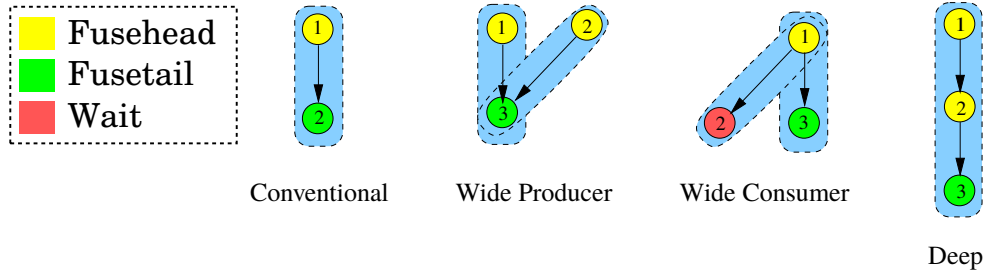 Fusehead
Fusetail
Wait
1
2
Conventional
1 2
3
Wide Producer
1
2 3
Wide Consumer
1
2
3
Deep